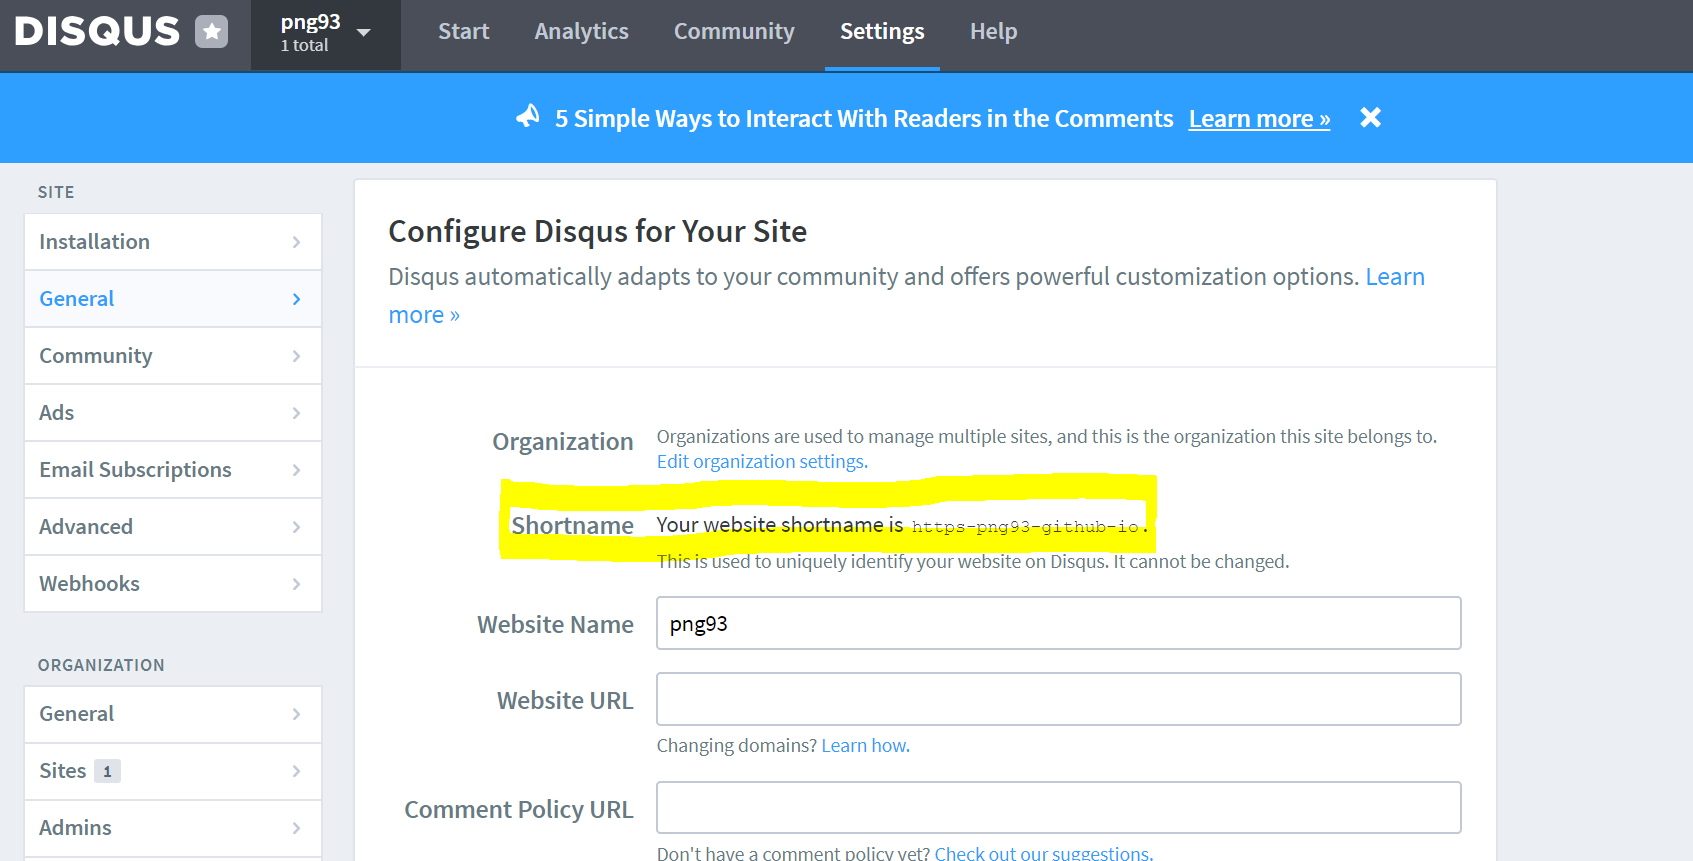 DISQUS
png93
1 total
Start
Analytics
Community
Settings
Help
5 Simple Ways to Interact With Readers in the Comments Learn more »
SITE
Installation
General
Community
Ads
Email Subscriptions
Advanced
Webhooks
ORGANIZATION
General
Sites 1
Admins
Configure Disqus for Your Site
Disqus automatically adapts to your community and offers powerful customization options. Learn
more »
Organization
Organizations are used to manage multiple sites, and this is the organization this site belongs to.
Edit organization settings.
Shortname
Your website shortname is https-png93-github-io.
This is used to uniquely identify your website on Disqus. It cannot be changed.
Website Name
png93
Website URL
Changing domains? Learn how.
Comment Policy URL
Don't have a comment policy yet? Check out our suggestions.